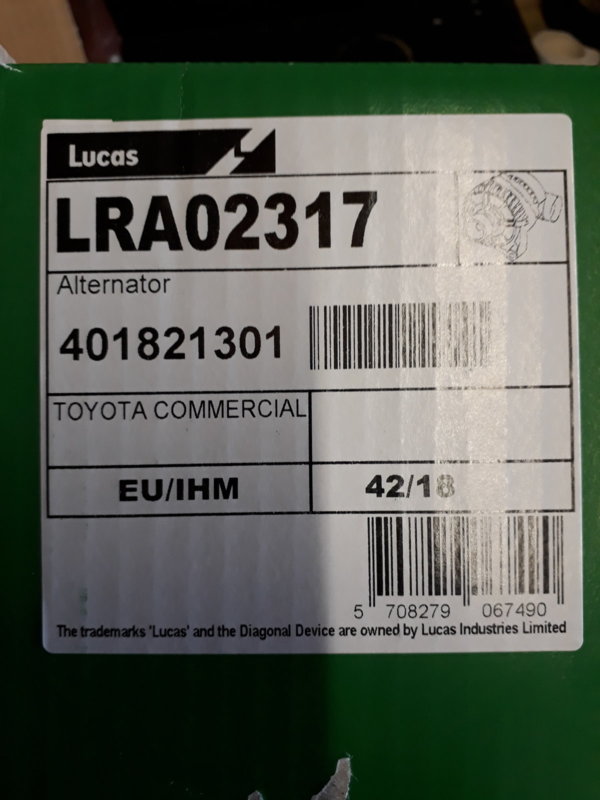 Lucas
LRA02317
Alternator
401821301
TOYOTA COMMERCIAL
EU/IHM
42/18
5 708279 067490
The trademarks 'Lucas' and the Diagonal Device are owned by Lucas Industries Limited